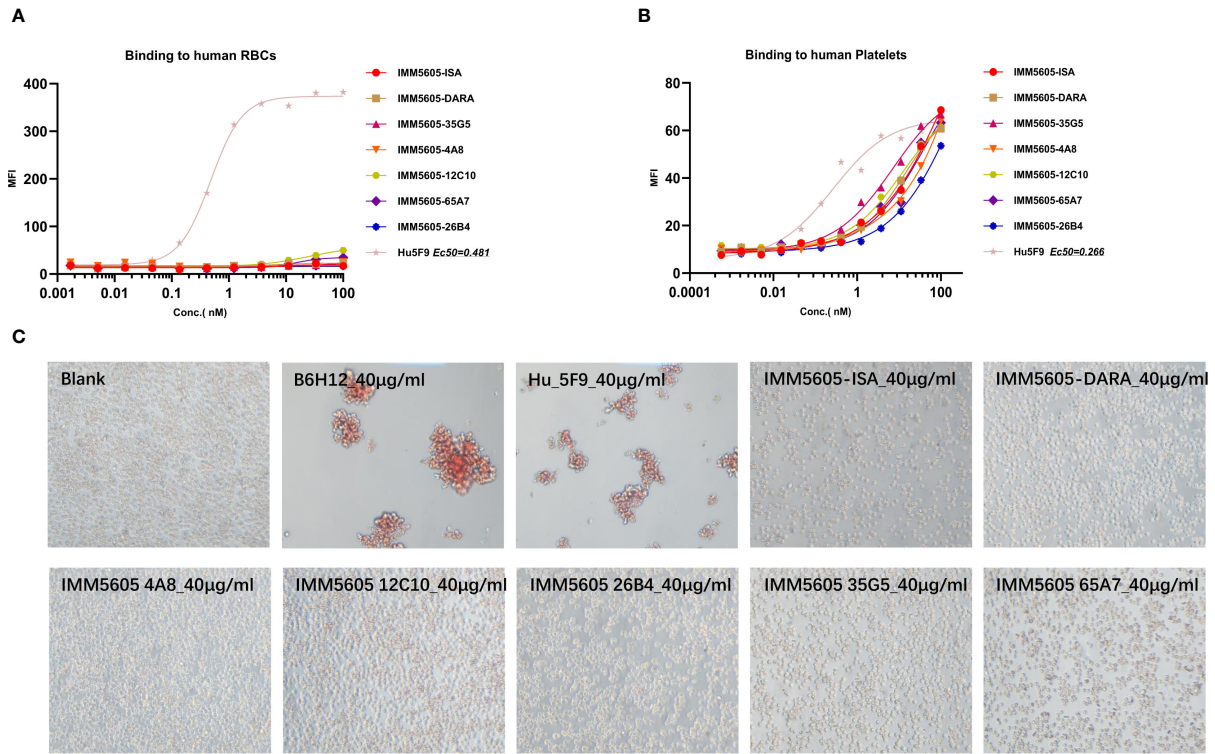 A
Binding to human RBCs
400
300
200
100
0
MFI
0.001
0.01
0.1
1
10
100
Conc.( nM)
IMM5605-ISA
IMM5605-DARA
IMM5605-35G5
IMM5605-4A8
IMM5605-12C10
IMM5605-65A7
IMM5605-26B4
Hu5F9 Ec50=0.481
B
Binding to human Platelets
80
60
40
20
0
MFI
0.0001
0.01
1
100
Conc.( nM)
IMM5605-ISA
IMM5605-DARA
IMM5605-35G5
IMM5605-4A8
IMM5605-12C10
IMM5605-65A7
IMM5605-26B4
Hu5F9 Ec50=0.266
C
Blank
B6H12_40μg/ml
Hu_5F9_40μg/ml
IMM5605-ISA_40μg/ml
IMM5605-DARA_40μg/ml
IMM5605 4A8_40μg/ml
IMM5605 12C10_40μg/ml
IMM5605 26B4_40μg/ml
IMM5605 35G5_40μg/ml
IMM5605 65A7_40μg/ml